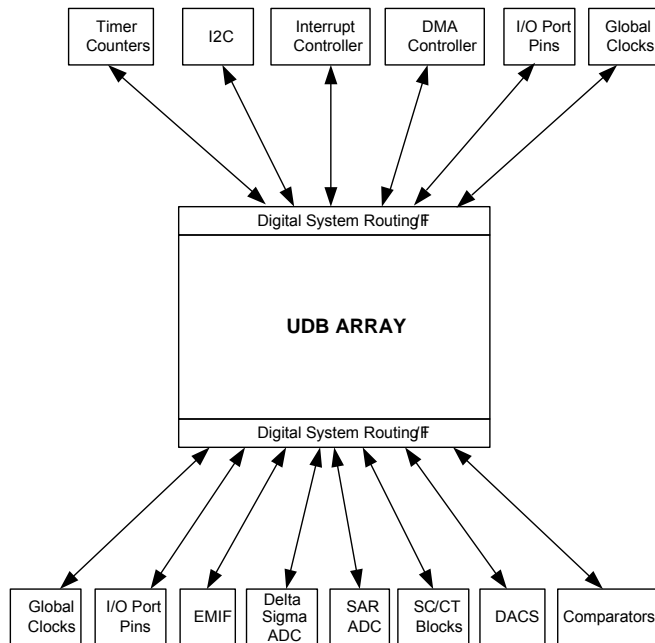 Timer
Counters
I2C
Interrupt
Controller
DMA
Controller
I/O Port
Pins
Global
Clocks
Digital System Routing I/F
UDB ARRAY
Digital System Routing I/F
Global
Clocks
I/O Port
Pins
EMIF
Delta
Sigma
ADC
SAR
ADC
SC/CT
Blocks
DACS
Comparators